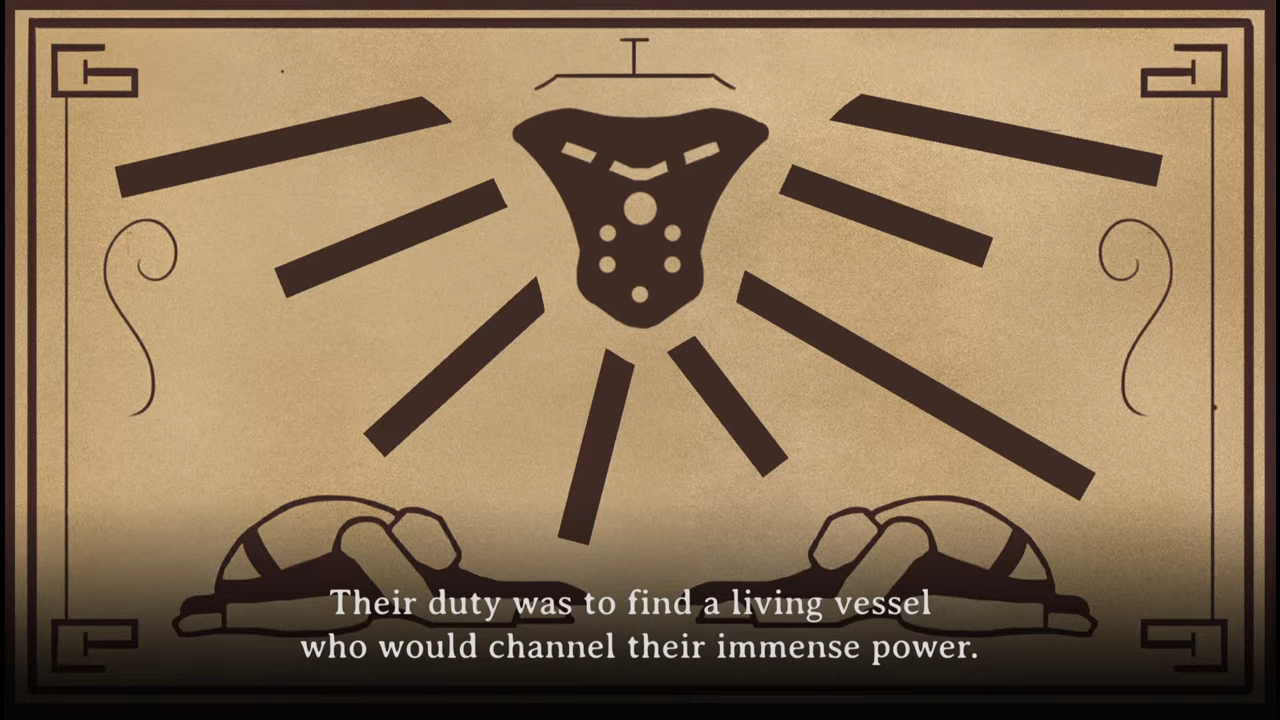 Their duty was to find a living vessel
who would channel their immense power.